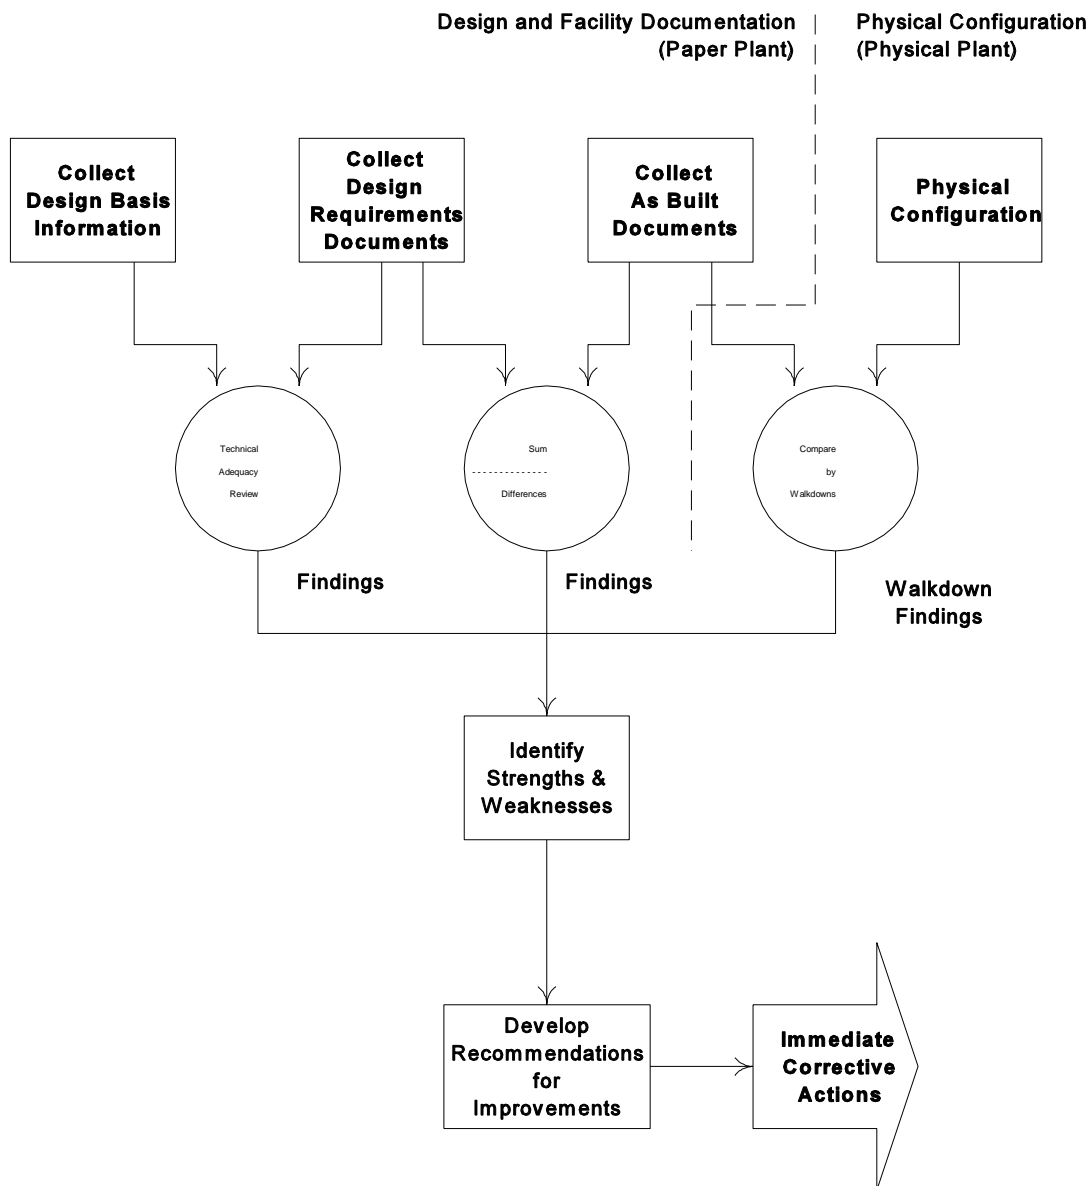 Design and Facility Documentation
(Paper Plant)
Physical Configuration
(Physical Plant)
Collect
Design Basis
Information
Collect
Design
Requirements
Documents
Collect
As Built
Documents
Physical
Configuration
Technical
Adequacy
Review
Sum
Differences
Compare
by
Walkdowns
Findings
Findings
Walkdown
Findings
Identify
Strengths &
Weaknesses
Develop
Recommendations
for
Improvements
Immediate
Corrective
Actions